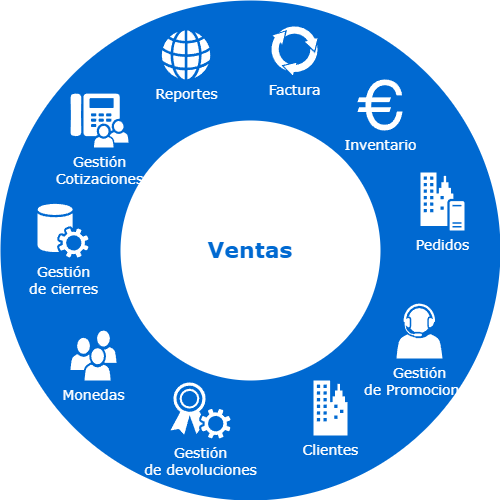 Reportes
Factura
Inventario
Pedidos
Gestión
de Promocion
Clientes
Gestión
de devoluciones
Monedas
Gestión
de cierres
Gestión
Cotizaciones
Ventas